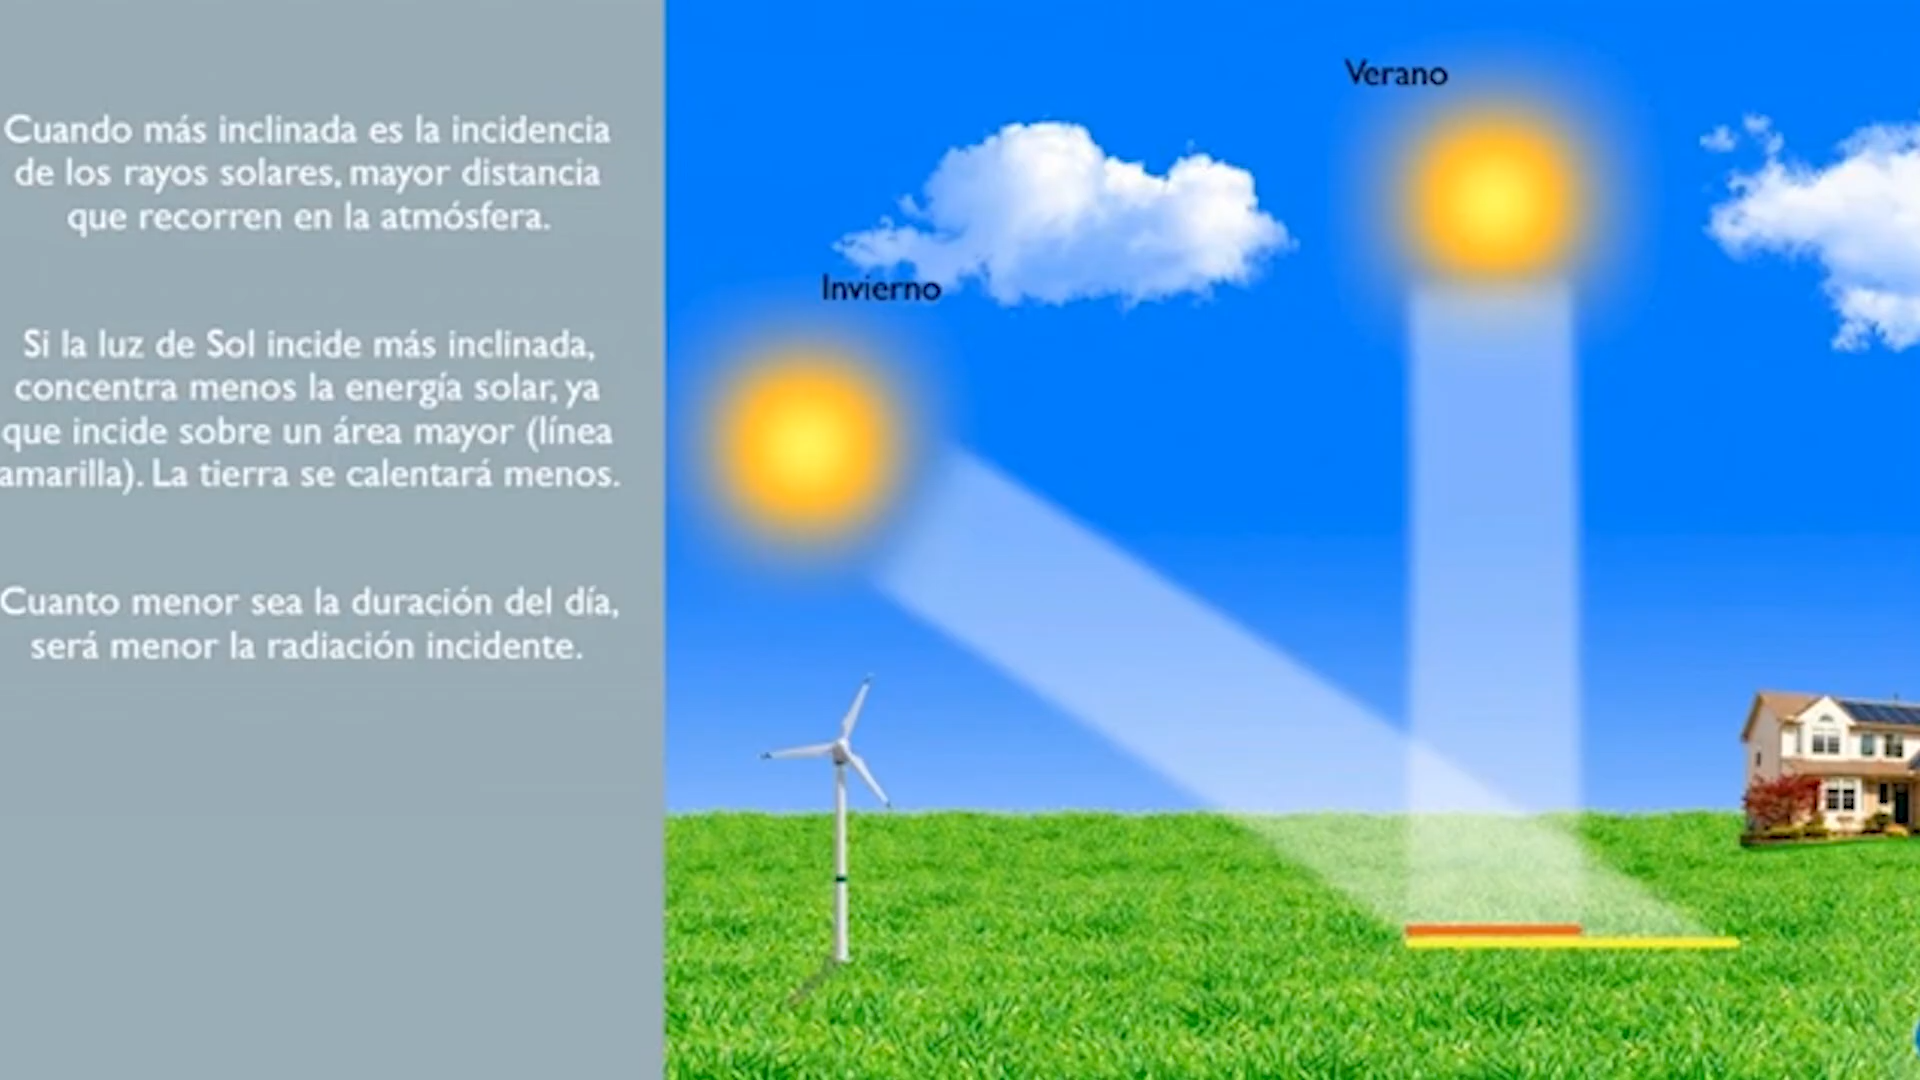 Cuando más inclinada es la incidencia
de los rayos solares, mayor distancia
que recorren en la atmósfera.
Si la luz de Sol incide más inclinada,
concentra menos la energía solar, ya
que incide sobre un área mayor (línea
amarilla). La tierra se calentará menos.
Cuanto menor sea la duración del día,
será menor la radiación incidente.
Verano
Invierno